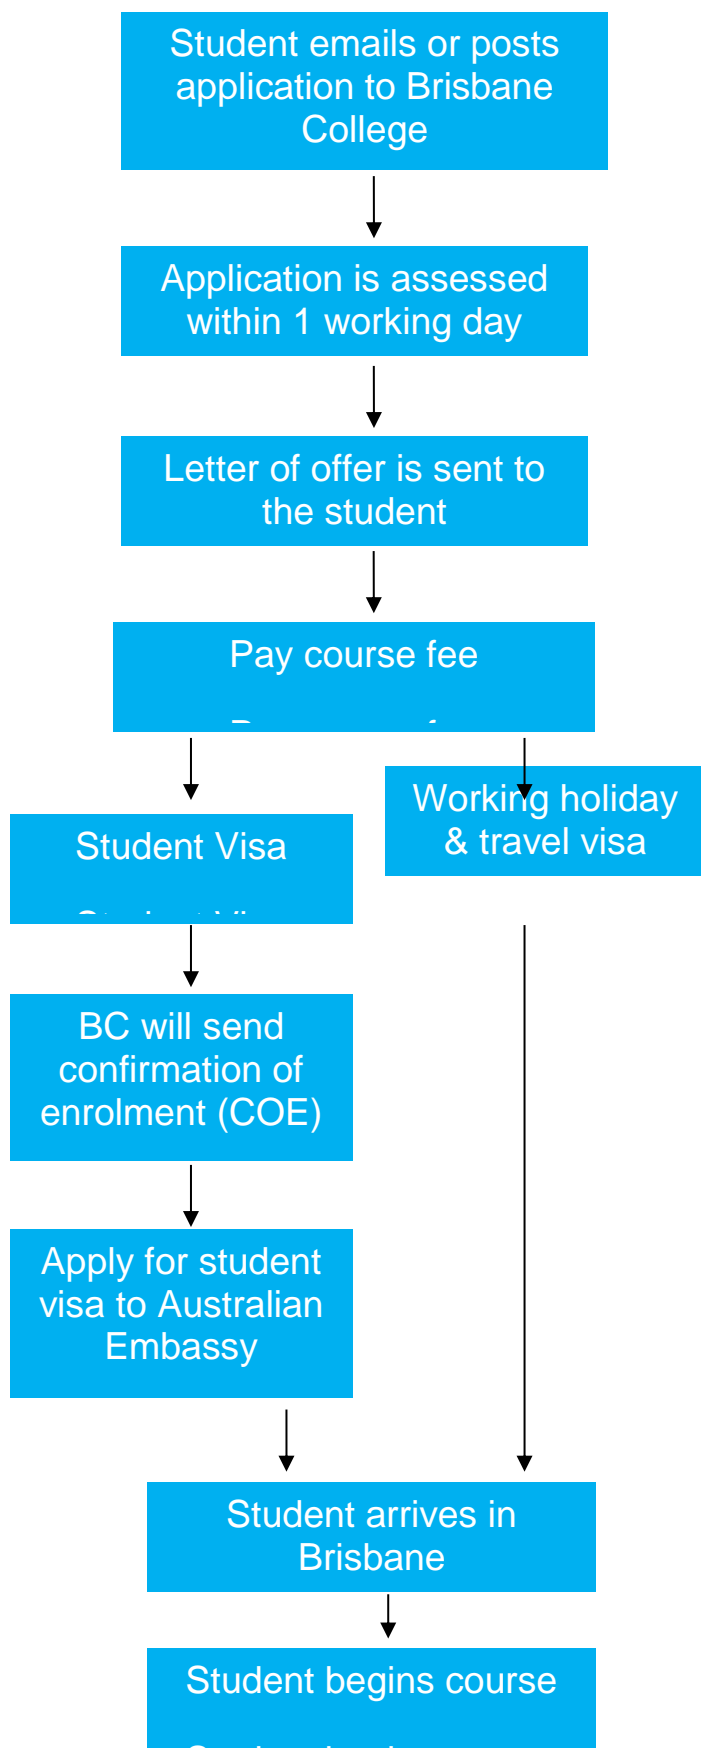 Student emails or posts
application to Brisbane
College
Application is assessed
within 1 working day
Letter of offer is sent to
the student
Pay course fee
Working holiday
& travel visa
Student Visa
BC will send
confirmation of
enrolment (COE)
Apply for student
visa to Australian
Embassy
Student arrives in
Brisbane
Student begins course